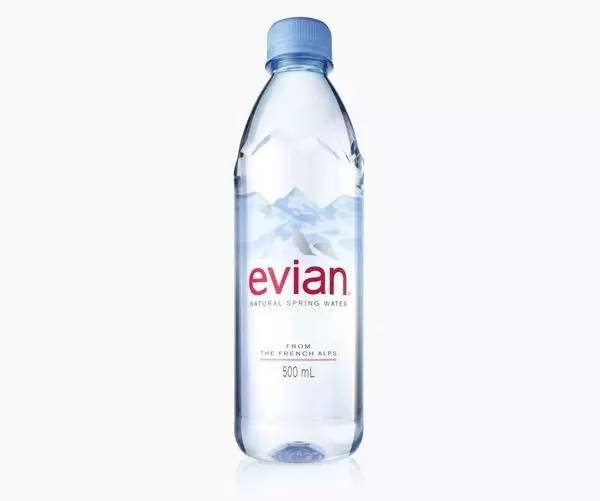 evian
NATURAL SPRING WATER
FROM
THE FRENCH ALPS
500 mL